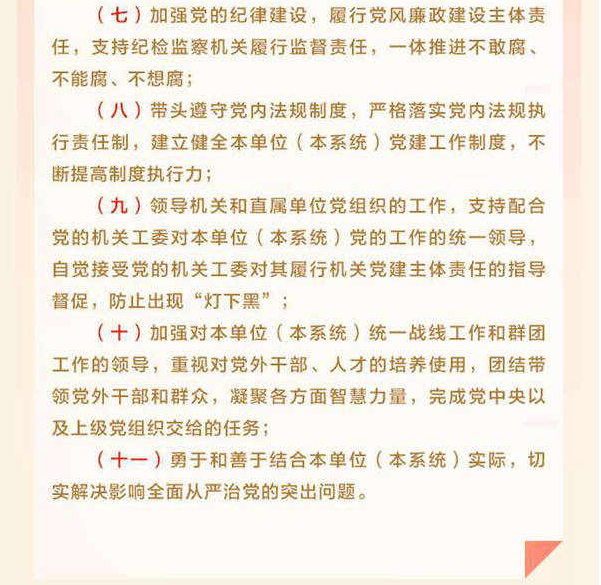 （七）加强党的纪律建设，履行党风廉政建设主体责
任，支持纪检监察机关履行监督责任，一体推进不敢腐、
不能腐、不想腐；
（八）带头遵守党内法规制度，严格落实党内法规执
行责任制，建立健全本单位（本系统）党建工作制度，不
断提高制度执行力；
（九）领导机关和直属单位党组织的工作，支持配合
党的机关工委对本单位（本系统）党的工作的统一领导，
自觉接受党的机关工委对其履行机关党建主体责任的指导
督促，防止出现“灯下黑”；
（十）加强对本单位（本系统）统一战线工作和群团
工作的领导，重视对党外干部、人才的培养使用，团结带
领党外干部和群众，凝聚各方面智慧力量，完成党中央以
及上级党组织交给的任务；
（十一）勇于和善于结合本单位（本系统）实际，切
实解决影响全面从严治党的突出问题。